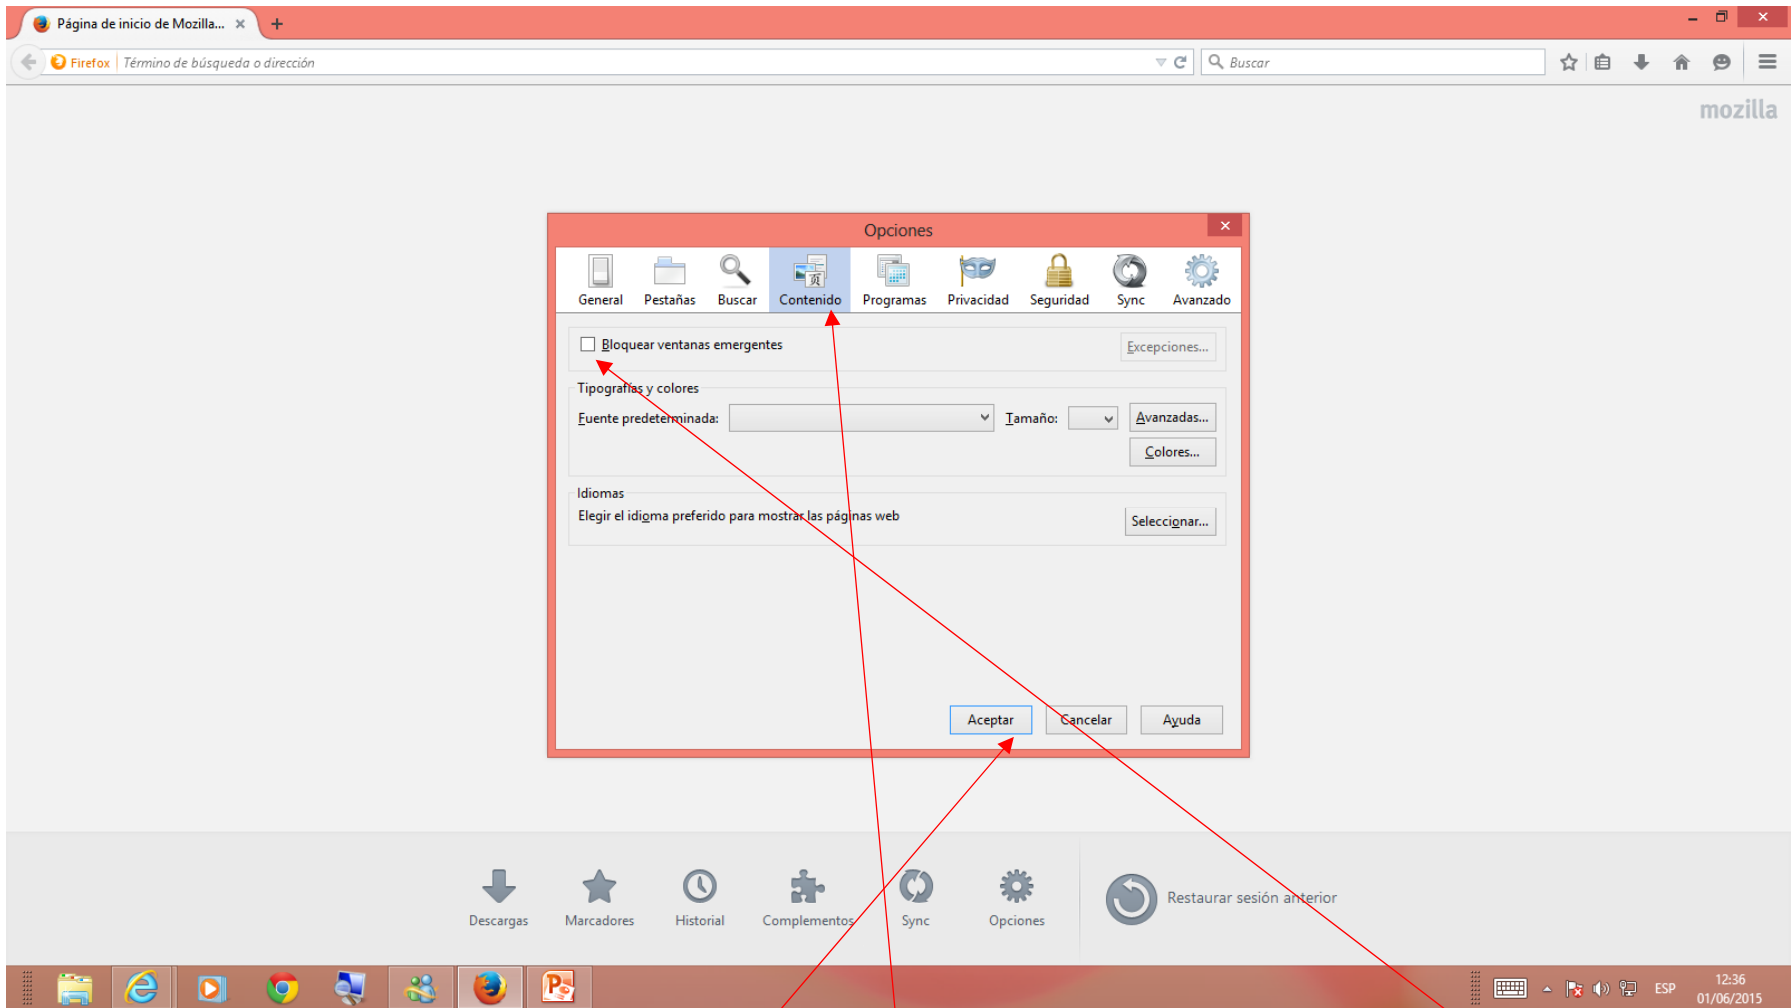 Página de inicio de Mozilla...
Firefox Término de búsqueda o dirección
Buscar
mozilla
Opciones
General Pestañas Buscar Contenido Programas Privacidad Seguridad Sync Avanzado
Bloquear ventanas emergentes Excepciones...
Tipografías y colores
Fuente predeterminada: Tamaño: Avanzadas...
Colores...
Idiomas
Elegir el idioma preferido para mostrar las páginas web Seleccionar...
Aceptar Cancelar Ayuda
Descargas Marcadores Historial Complementos Sync Opciones Restaurar sesión anterior
ESP 12:36
01/06/2015